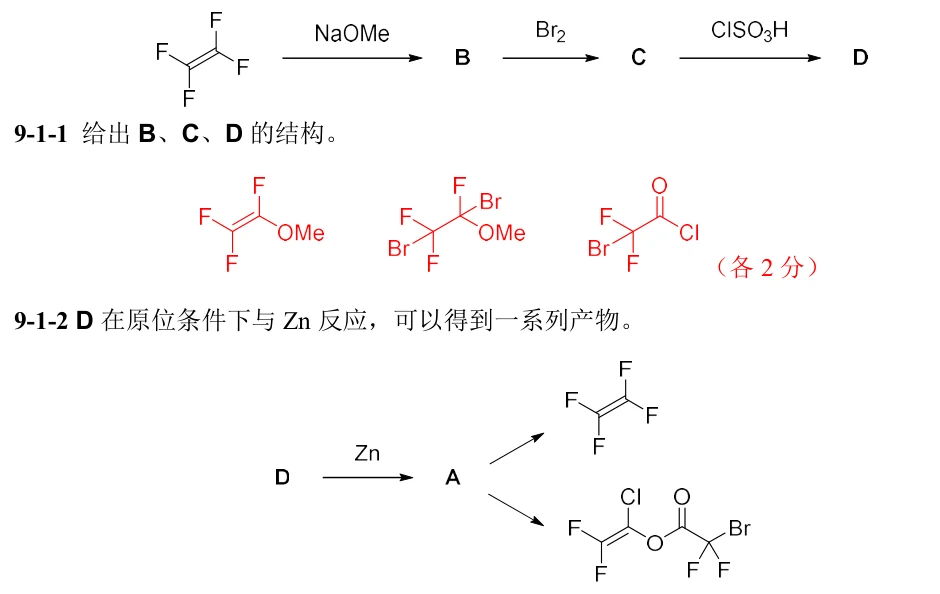 F F F F NaOMe B Br₂ C ClSO₃H D
9-1-1 给出 B、C、D 的结构。
F F F OMe F F F Br Br OMe O F Br F Cl (各 2 分)
9-1-2 D 在原位条件下与 Zn 反应，可以得到一系列产物。
F F F F
D Zn A
Cl O F F O Br F F